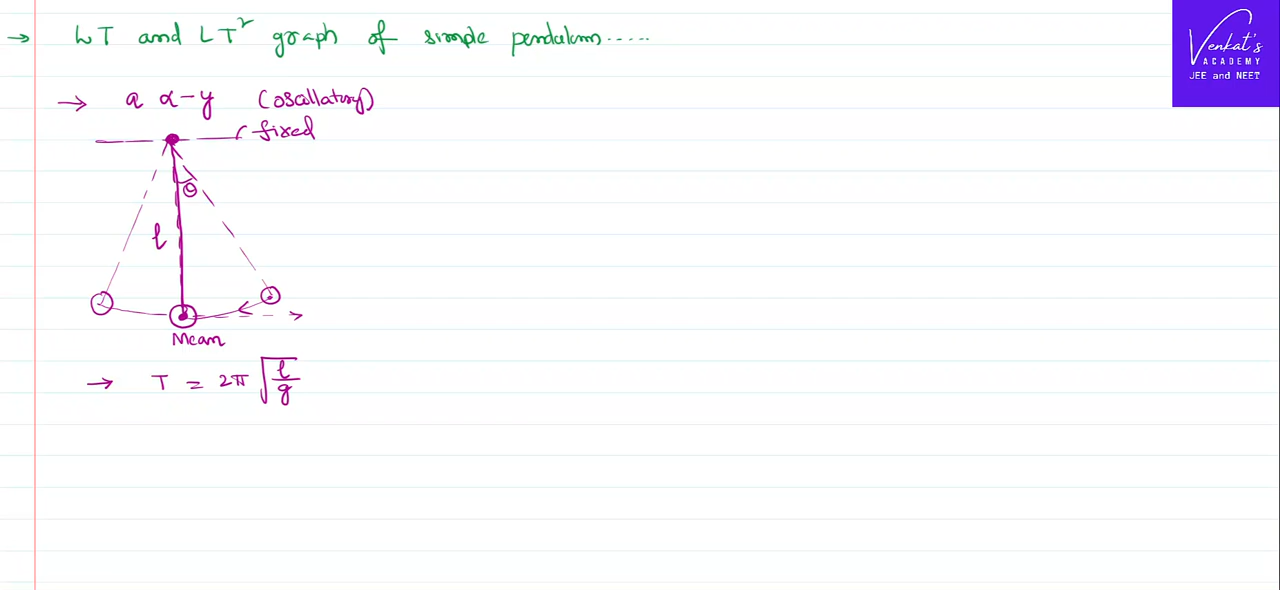 → LT and LT² graph of simple pendulum.....
Venkat's
ACADEMY
JEE and NEET
→ a α - y (oscillatory)
fixed
θ
l
Mean
→ T = 2π √(l/g)